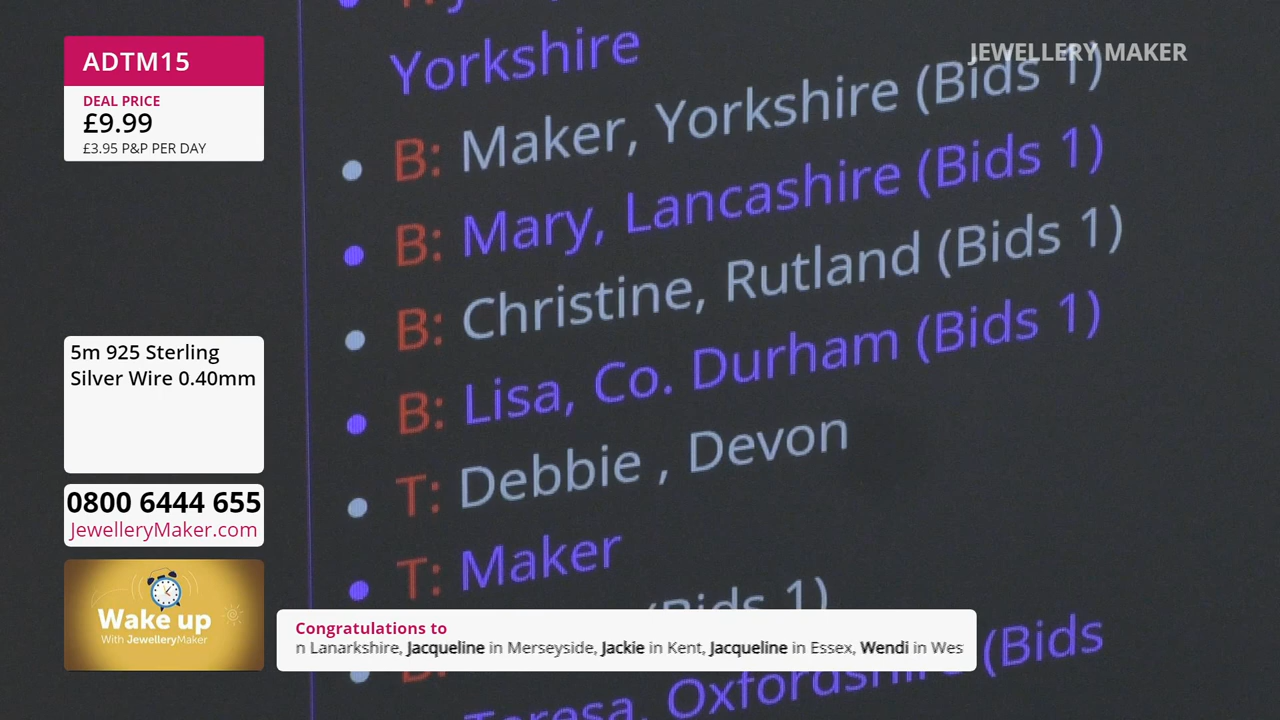 ADTM15
DEAL PRICE
£9.99
£3.95 P&P PER DAY
5m 925 Sterling
Silver Wire 0.40mm
0800 6444 655
JewelleryMaker.com
Wake up
With JewelleryMaker
JEWELLERY MAKER
Yorkshire
B: Maker, Yorkshire (Bids 1)
B: Mary, Lancashire (Bids 1)
B: Christine, Rutland (Bids 1)
B: Lisa, Co. Durham (Bids 1)
T: Debbie , Devon
T: Maker
(Bids 1)
Teresa, Oxfordshire (Bids
Congratulations to
n Lanarkshire, Jacqueline in Merseyside, Jackie in Kent, Jacqueline in Essex, Wendi in Wes